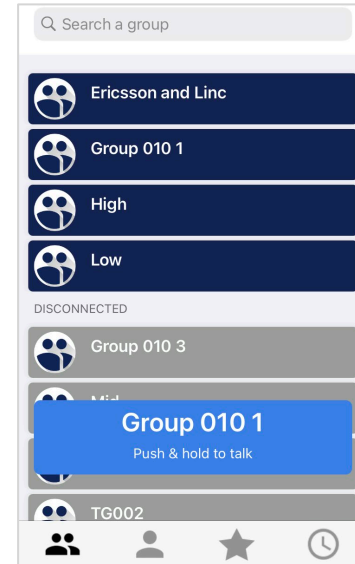 Search a group
Ericsson and Linc
Group 010 1
High
Low
DISCONNECTED
Group 010 3
Group 010 1
Push & hold to talk
TG002